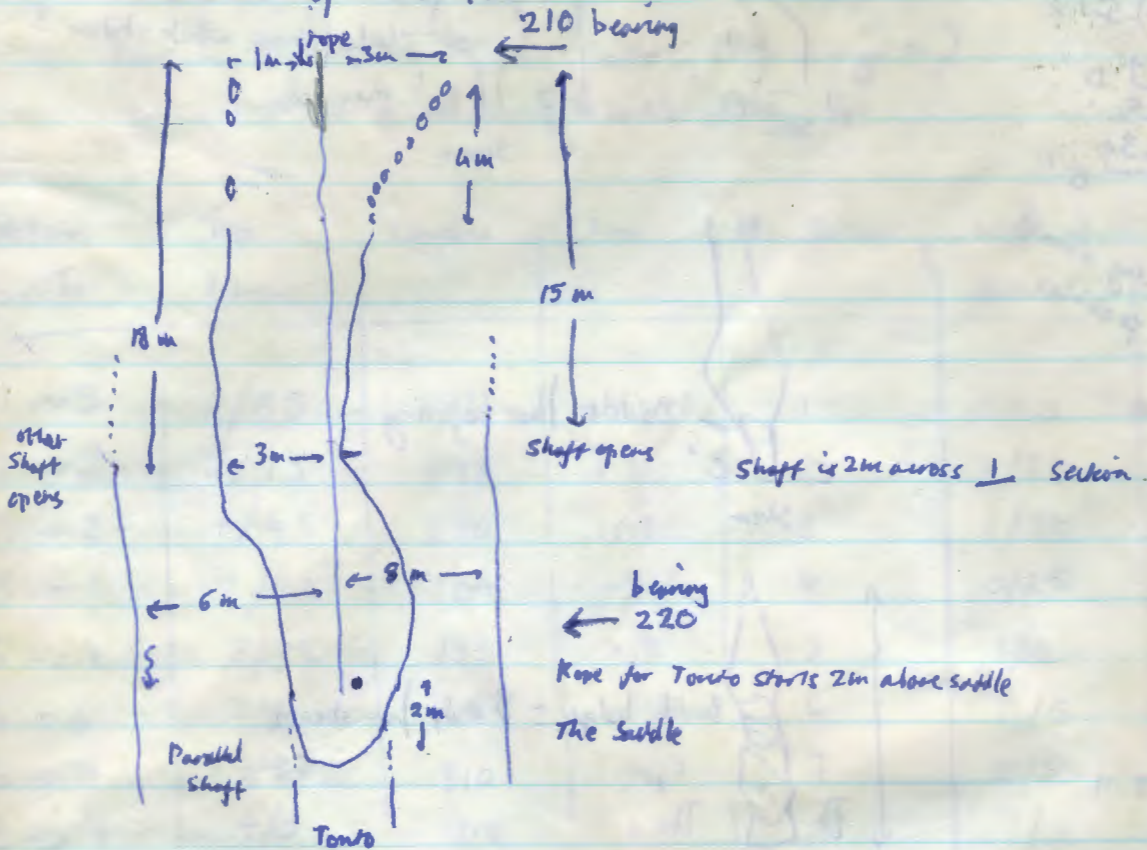 210 bearing
rope
1m
3m
4m
15 m
18 m
other
shaft
opens
3m
Shaft opens
Shaft is 2m across ⊥ section
8 m
6 m
bearing
220
Rope for Tonto starts 2m above saddle
2m
The Saddle
Parallel
Shaft
Tonto